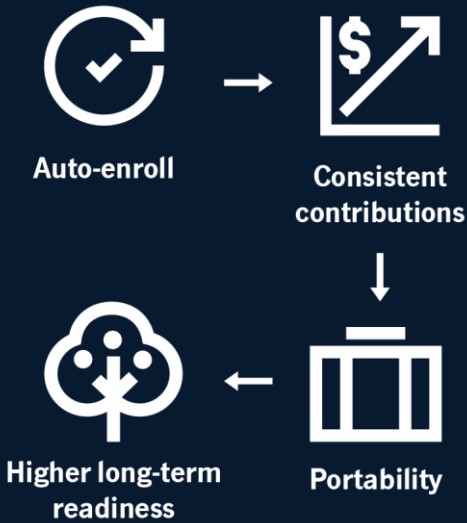 $
Auto-enroll
Consistent
contributions
Portability
Higher long-term
readiness